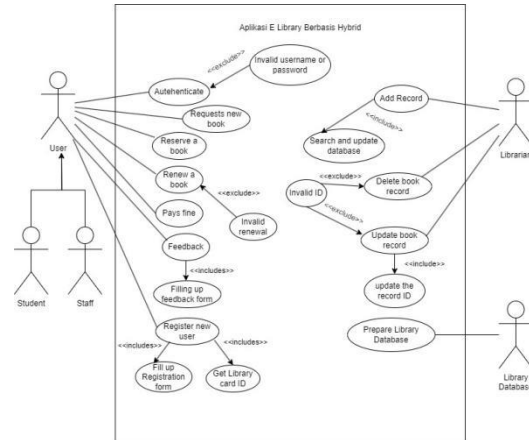 Aplikasi E Library Berbasis Hybrid
<<exclude>>
Invalid username or
password
Autehenticate
Requests new
book
Reserve a
book
Renew a
book
<<exclude>>
Invalid
renewal
Pays fine
Feedback
<<includes>>
Filling up
feedback form
Register new
user
<<includes>>
<<includes>>
Fill up
Registration
form
Get Library
card ID
User
Student
Staff
Add Record
<<include>>
Search and update
database
<<exclude>>
Invalid ID
Delete book
record
<<exclude>>
Update book
record
<<include>>
update the
record ID
Prepare Library
Database
Librarian
Library
Database